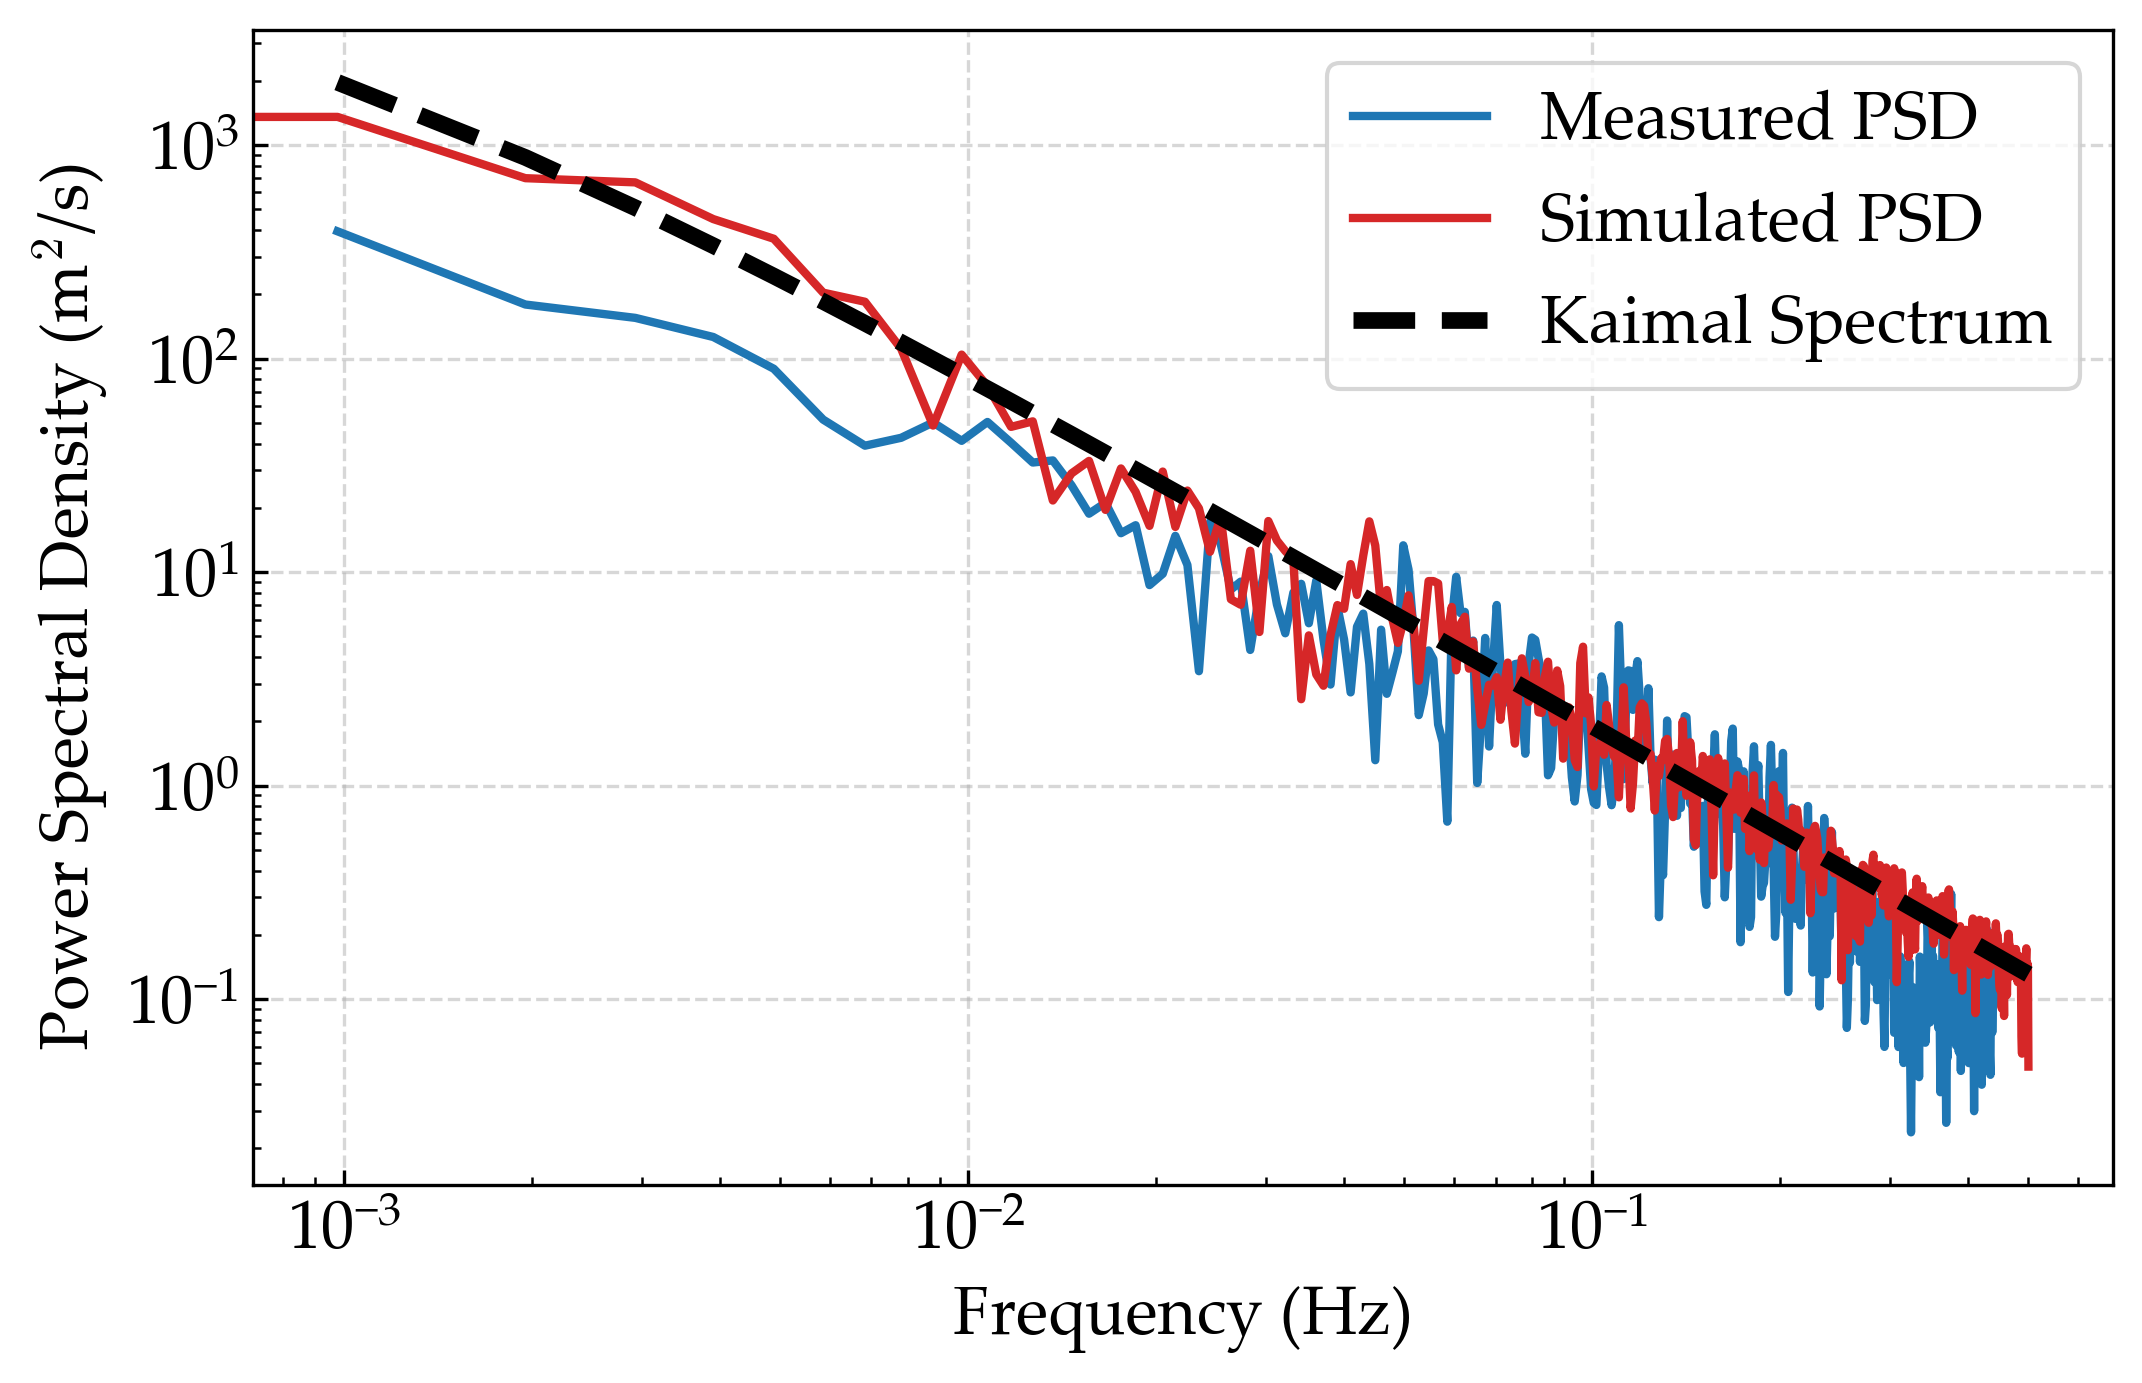 Power Spectral Density (m²/s)
10³
10²
10¹
10⁰
10⁻¹
Measured PSD
Simulated PSD
Kaimal Spectrum
10⁻³ 10⁻² 10⁻¹
Frequency (Hz)